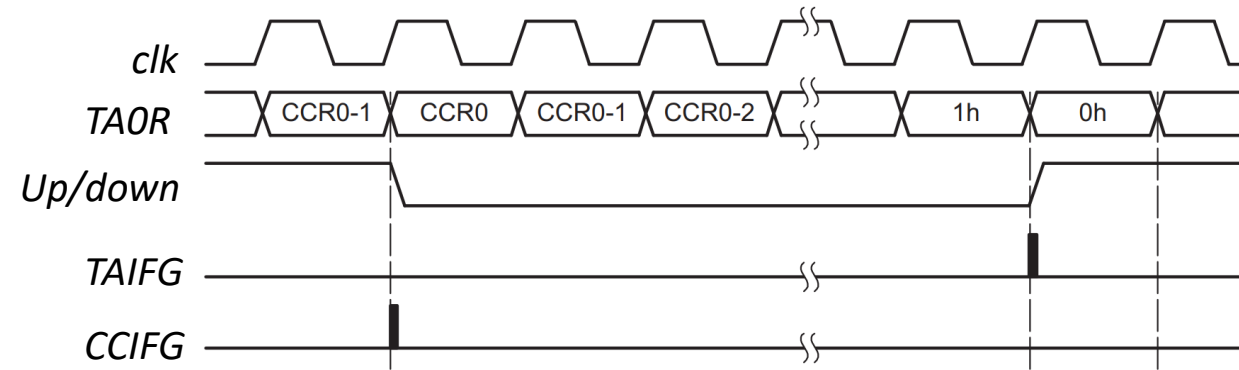 clk
TA0R CCR0-1 CCR0 CCR0-1 CCR0-2 1h 0h
Up/down
TAIFG
CCIFG